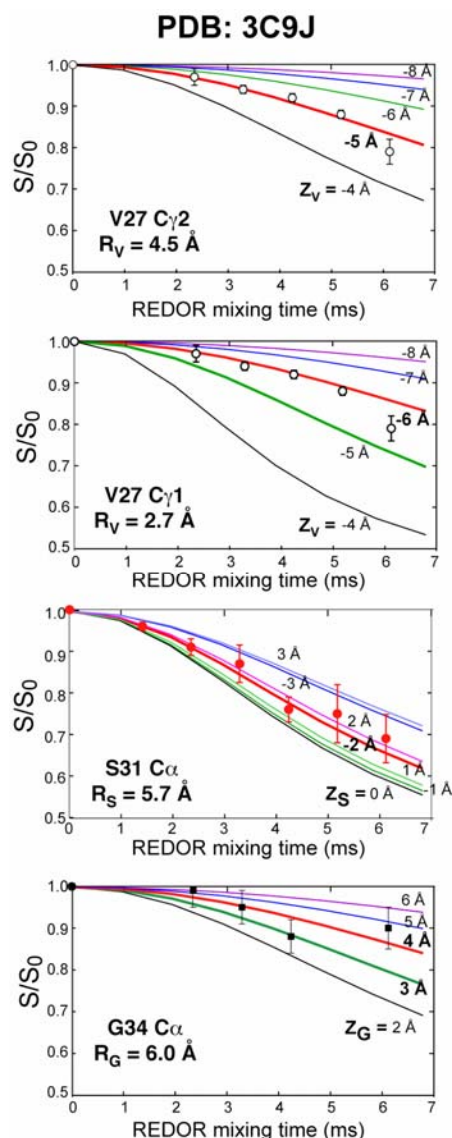 PDB: 3C9J
1.0
-8 Å
-7 Å
0.9
-6 Å
S/S0
0.8
-5 Å
0.7
ZV = -4 Å
V27 Cγ2
0.6
RV = 4.5 Å
0.5
0 1 2 3 4 5 6 7
REDOR mixing time (ms)
1.0
-8 Å
-7 Å
0.9
-6 Å
S/S0
0.8
-5 Å
0.7
V27 Cγ1
0.6
RV = 2.7 Å
ZV = -4 Å
0.5
0 1 2 3 4 5 6 7
REDOR mixing time (ms)
1.0
0.9
3 Å
-3 Å
S/S0
0.8
2 Å
0.7
-2 Å
1 Å
S31 Cα
0.6
RS = 5.7 Å
ZS = 0 Å
-1 Å
0.5
0 1 2 3 4 5 6 7
REDOR mixing time (ms)
1.0
6 Å
5 Å
0.9
4 Å
S/S0
0.8
3 Å
0.7
ZG = 2 Å
G34 Cα
0.6
RG = 6.0 Å
0.5
0 1 2 3 4 5 6 7
REDOR mixing time (ms)